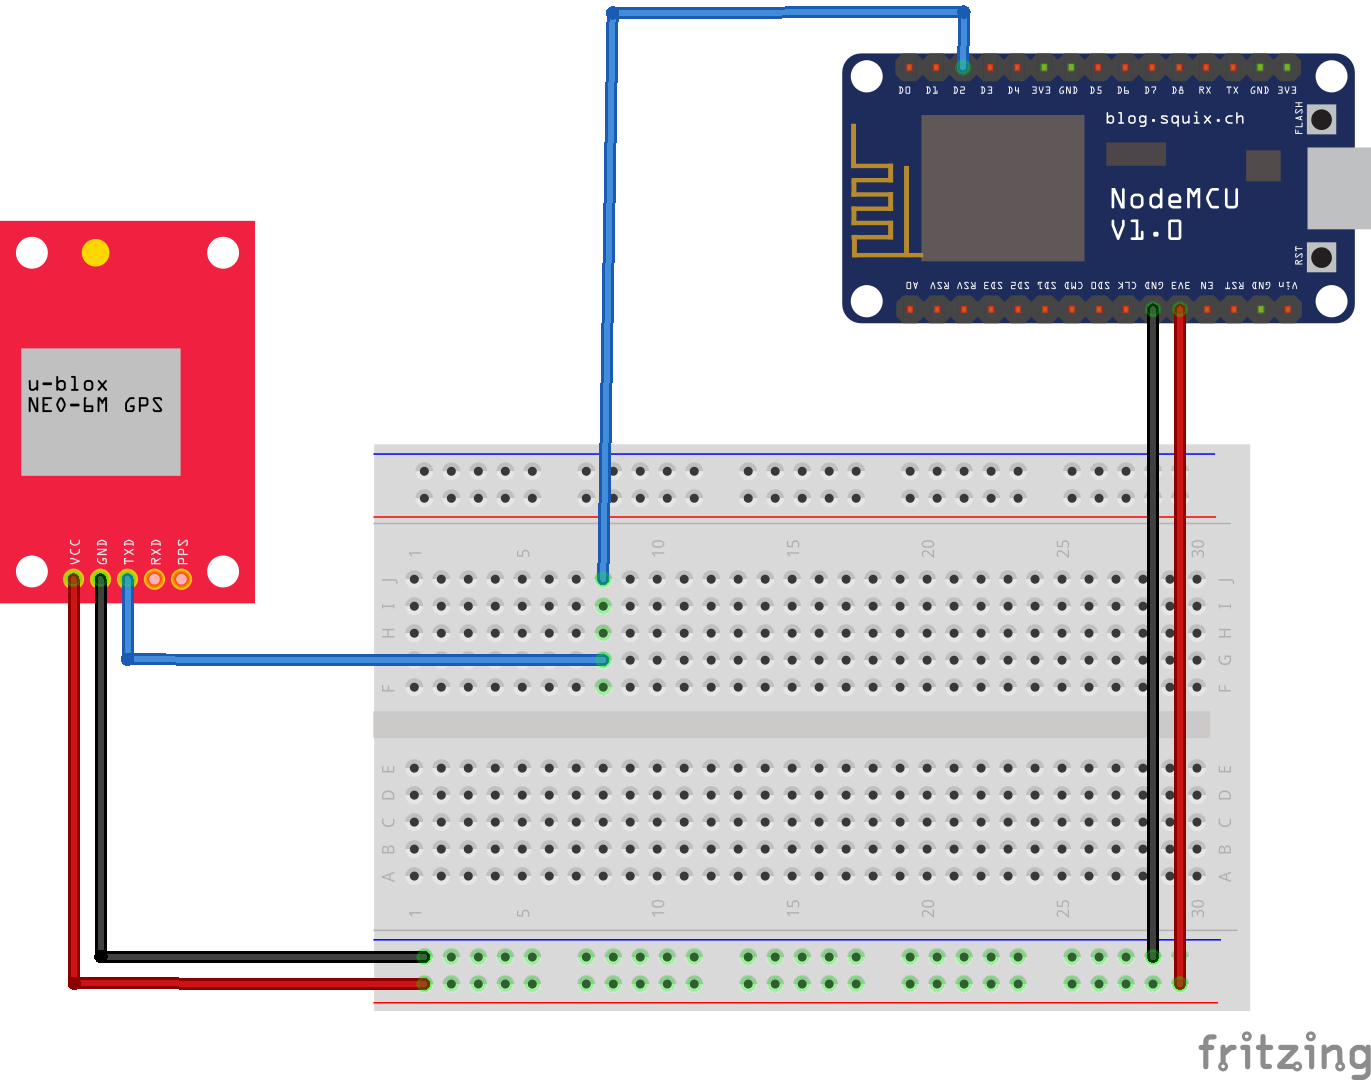 D0 D1 D2 D3 D4 3V3 GND D5 D6 D7 D8 RX TX GND 3V3
blog.squix.ch
FLASH
NodeMCU
V1.0
RST
A0 RSV RSV SD3 SD2 SD1 CMD SD0 CLK GND 3V3 EN RST GND Vin
u-blox
NEO-6M GPS
VCC GND TXD RXD PPS
1 5 10 15 20 25 30
J J
I I
H H
G
F F
E E
D D
C C
B B
A A
1 5 10 15 20 25 30
fritzing